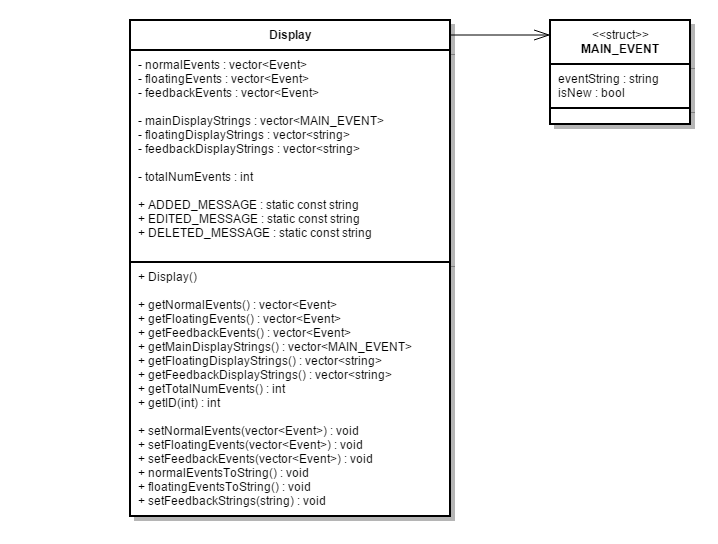 Display
- normalEvents : vector<Event>
- floatingEvents : vector<Event>
- feedbackEvents : vector<Event>
- mainDisplayStrings : vector<MAIN_EVENT>
- floatingDisplayStrings : vector<string>
- feedbackDisplayStrings : vector<string>
- totalNumEvents : int
+ ADDED_MESSAGE : static const string
+ EDITED_MESSAGE : static const string
+ DELETED_MESSAGE : static const string
+ Display()
+ getNormalEvents() : vector<Event>
+ getFloatingEvents() : vector<Event>
+ getFeedbackEvents() : vector<Event>
+ getMainDisplayStrings() : vector<MAIN_EVENT>
+ getFloatingDisplayStrings() : vector<string>
+ getFeedbackDisplayStrings() : vector<string>
+ getTotalNumEvents() : int
+ getID(int) : int
+ setNormalEvents(vector<Event>) : void
+ setFloatingEvents(vector<Event>) : void
+ setFeedbackEvents(vector<Event>) : void
+ normalEventsToString() : void
+ floatingEventsToString() : void
+ setFeedbackStrings(string) : void
<<struct>>
MAIN_EVENT
eventString : string
isNew : bool